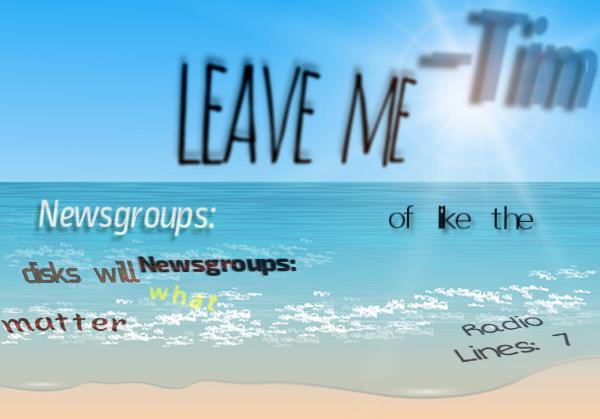 -Tim
LEAVE ME
Newsgroups:
of like the
disks will
Newsgroups:
what
matter
Radio
Lines: 7